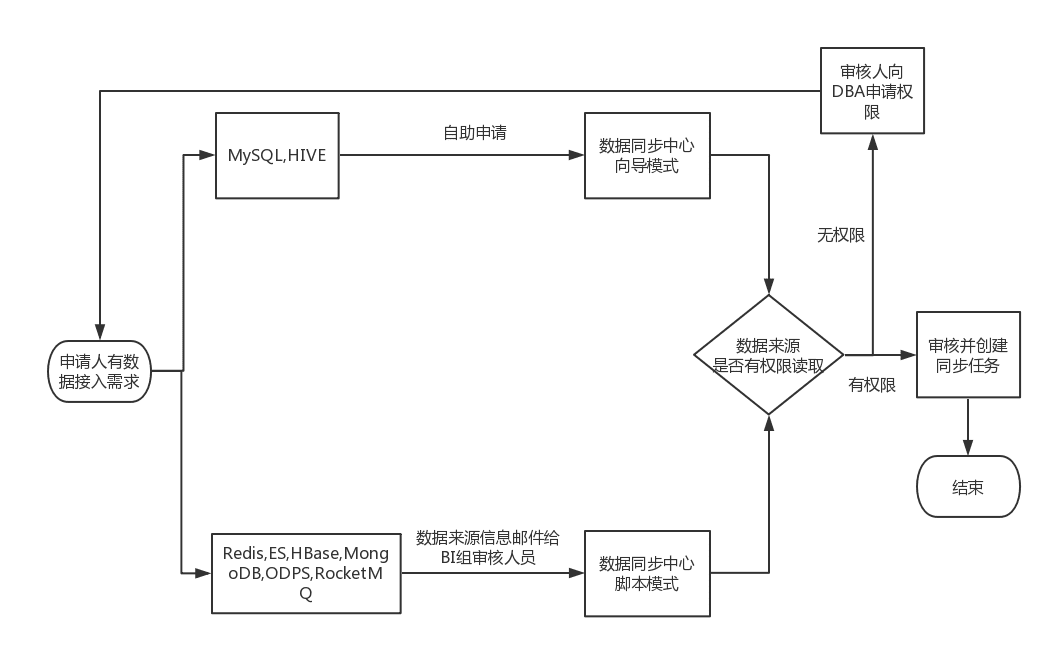 审核人向
DBA申请权
限
自助申请
MySQL,HIVE
数据同步中心
向导模式
无权限
数据来源
是否有权限读取
审核并创建
同步任务
申请人有数
据接入需求
有权限
结束
数据来源信息邮件给
BI组审核人员
Redis,ES,HBase,Mong
oDB,ODPS,RocketM
Q
数据同步中心
脚本模式